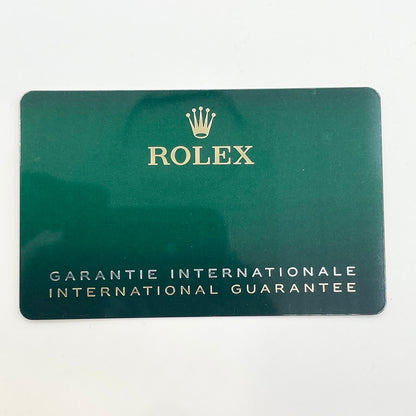 ROLEX
GARANTIE INTERNATIONALE
INTERNATIONAL GUARANTEE